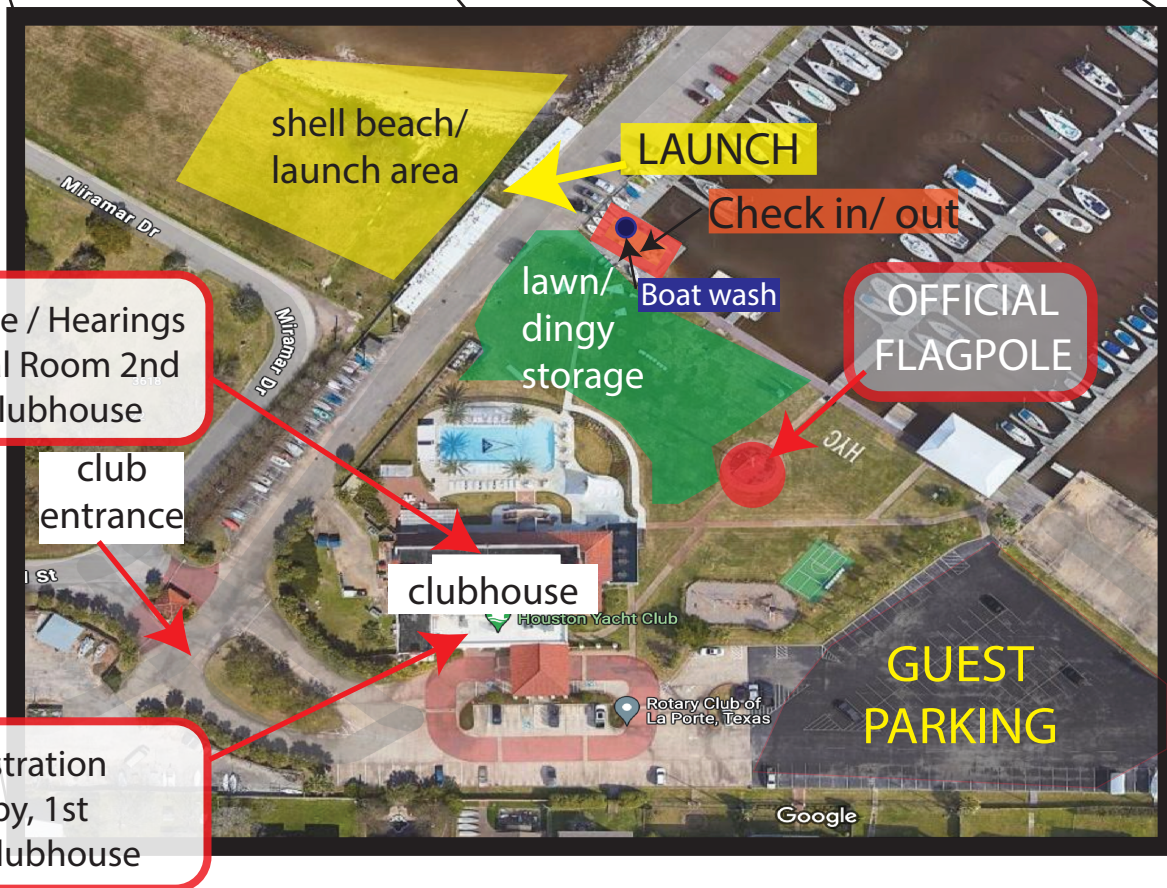 shell beach/
launch area
LAUNCH
Check in/ out
Miramar Dr
lawn/
dingy
storage
Boat wash
OFFICIAL
FLAGPOLE
e / Hearings
l Room 2nd
lubhouse
3618
Miramar Dr
HYC
club
entrance
l St
clubhouse
Houston Yacht Club
GUEST
PARKING
Rotary Club of
La Porte, Texas
stration
by, 1st
lubhouse
Google